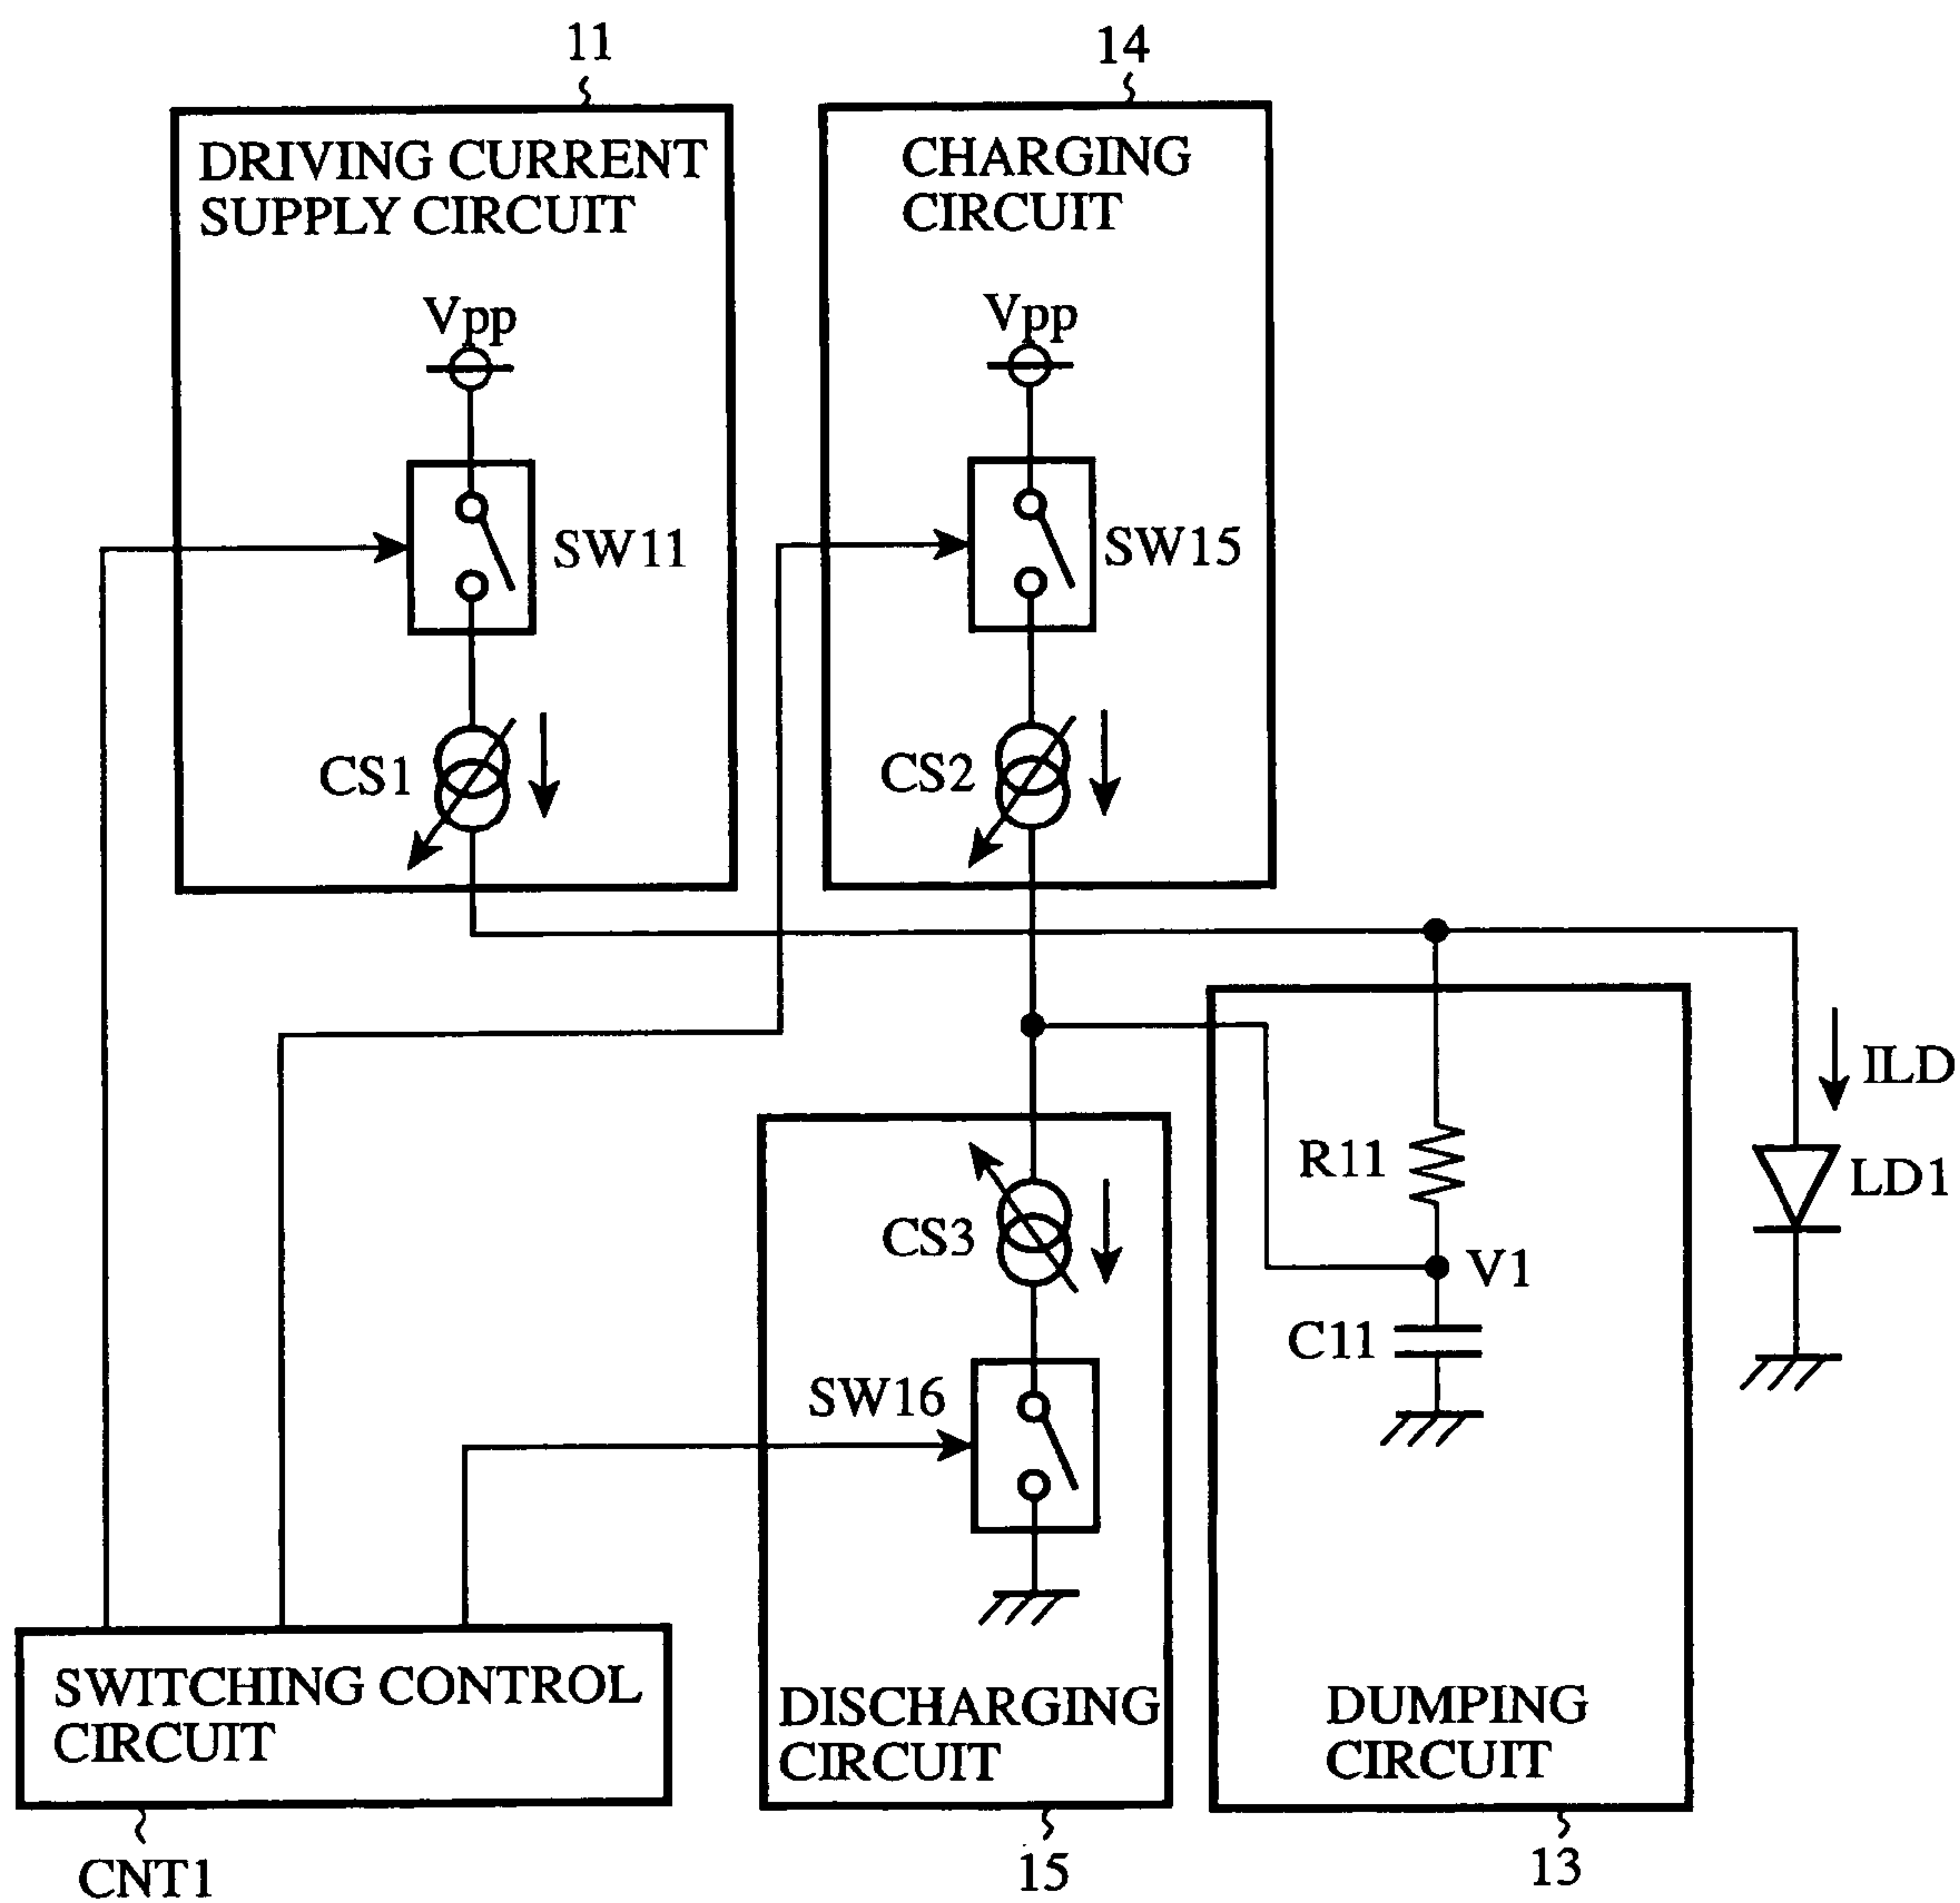 11
14
DRIVING CURRENT
SUPPLY CIRCUIT
CHARGING
CIRCUIT
Vpp
Vpp
SW11
SW15
CS1
CS2
ILD
R11
LD1
CS3
V1
C11
SW16
SWITCHING CONTROL
CIRCUIT
DISCHARGING
CIRCUIT
DUMPING
CIRCUIT
CNT1
15
13